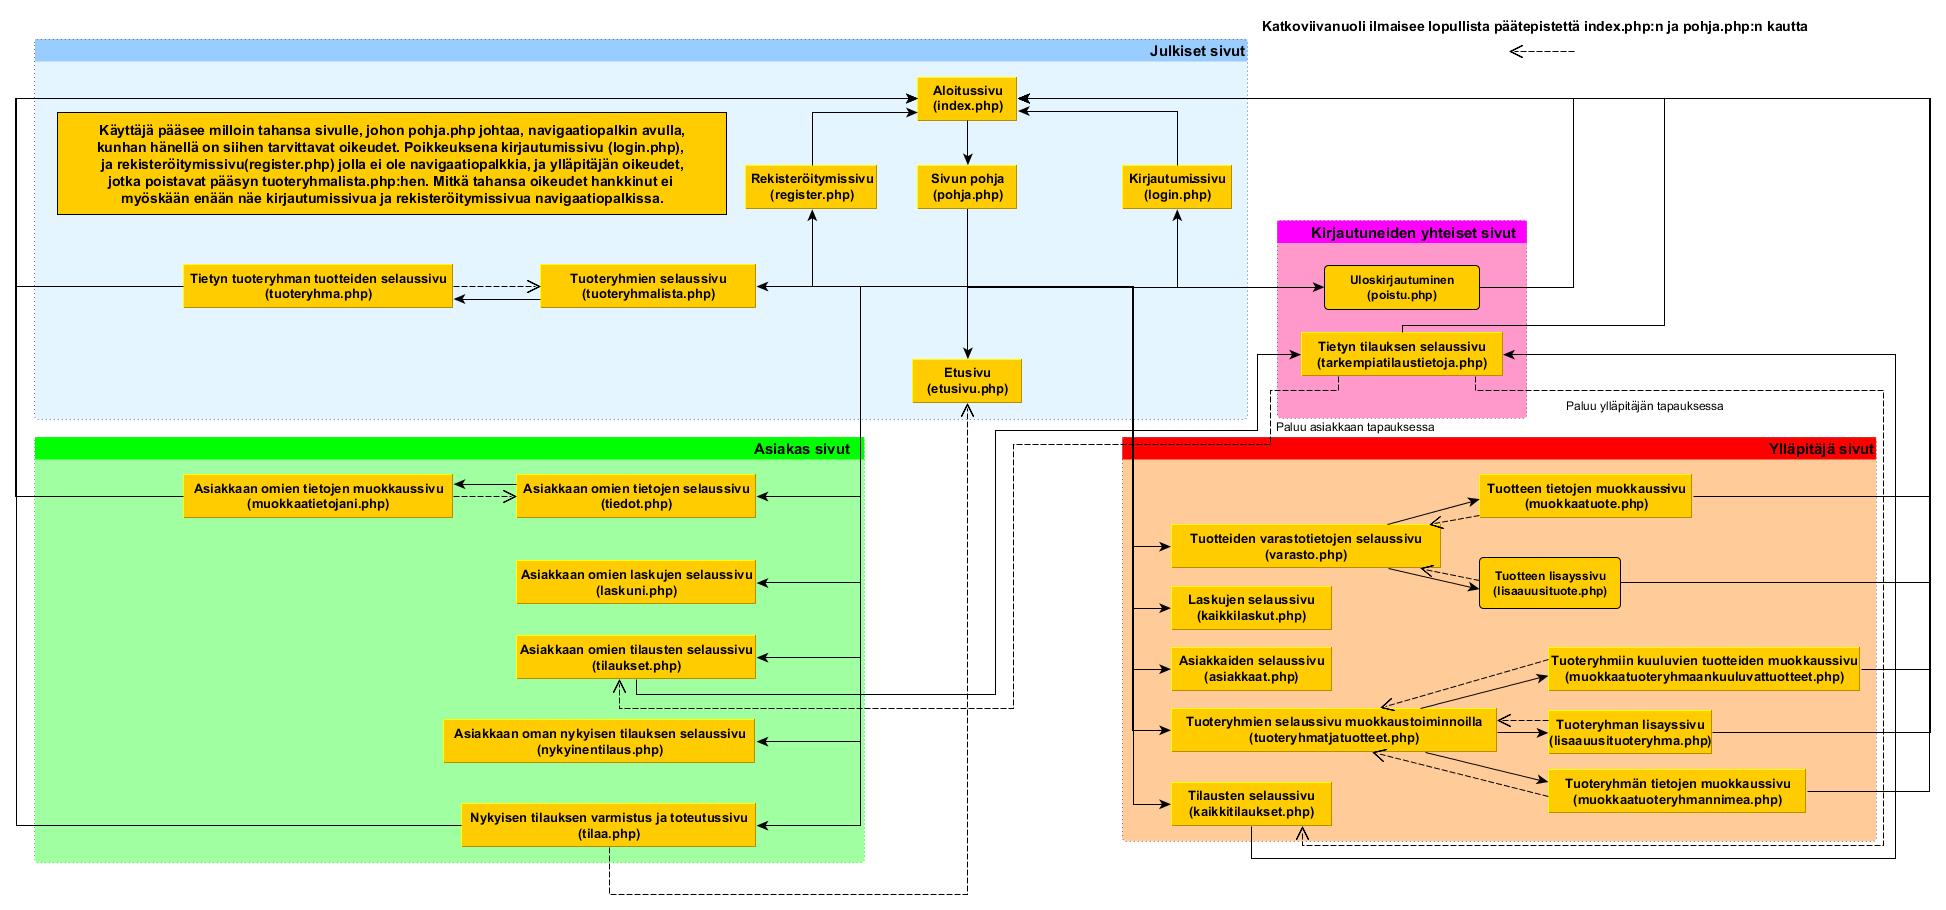 Katkoviivanuoli ilmaisee lopullista päätepistettä index.php:n ja pohja.php:n kautta
Julkiset sivut
Aloitussivu
(index.php)
Käyttäjä pääsee milloin tahansa sivulle, johon pohja.php johtaa, navigaatiopalkin avulla,
kunhan hänellä on siihen tarvittavat oikeudet. Poikkeuksena kirjautumissivu (login.php),
ja rekisteröitymissivu(register.php) jolla ei ole navigaatiopalkkia, ja ylläpitäjän oikeudet,
jotka poistavat pääsyn tuoteryhmalista.php:hen. Mitkä tahansa oikeudet hankkinut ei
myöskään enään näe kirjautumissivua ja rekisteröitymissivua navigaatiopalkissa.
Rekisteröitymissivu
(register.php)
Sivun pohja
(pohja.php)
Kirjautumissivu
(login.php)
Tietyn tuoteryhman tuotteiden selaussivu
(tuoteryhma.php)
Tuoteryhmien selaussivu
(tuoteryhmalista.php)
Etusivu
(etusivu.php)
Kirjautuneiden yhteiset sivut
Uloskirjautuminen
(poistu.php)
Tietyn tilauksen selaussivu
(tarkempiatilaustietoja.php)
Paluu ylläpitäjän tapauksessa
Paluu asiakkaan tapauksessa
Asiakas sivut
Asiakkaan omien tietojen muokkaussivu
(muokkaatietojani.php)
Asiakkaan omien tietojen selaussivu
(tiedot.php)
Asiakkaan omien laskujen selaussivu
(laskuni.php)
Asiakkaan omien tilausten selaussivu
(tilaukset.php)
Asiakkaan oman nykyisen tilauksen selaussivu
(nykyinentilaus.php)
Nykyisen tilauksen varmistus ja toteutussivu
(tilaa.php)
Ylläpitäjä sivut
Tuotteen tietojen muokkaussivu
(muokkaatuote.php)
Tuotteiden varastotietojen selaussivu
(varasto.php)
Tuotteen lisayssivu
(lisaauusituote.php)
Laskujen selaussivu
(kaikkilaskut.php)
Asiakkaiden selaussivu
(asiakkaat.php)
Tuoteryhmiin kuuluvien tuotteiden muokkaussivu
(muokkaatuoteryhmaankuuluvattuotteet.php)
Tuoteryhmien selaussivu muokkaustoiminnoilla
(tuoteryhmatjatuotteet.php)
Tuoteryhman lisayssivu
(lisaauusituoteryhma.php)
Tuoteryhmän tietojen muokkaussivu
(muokkaatuoteryhmannimea.php)
Tilausten selaussivu
(kaikkitilaukset.php)